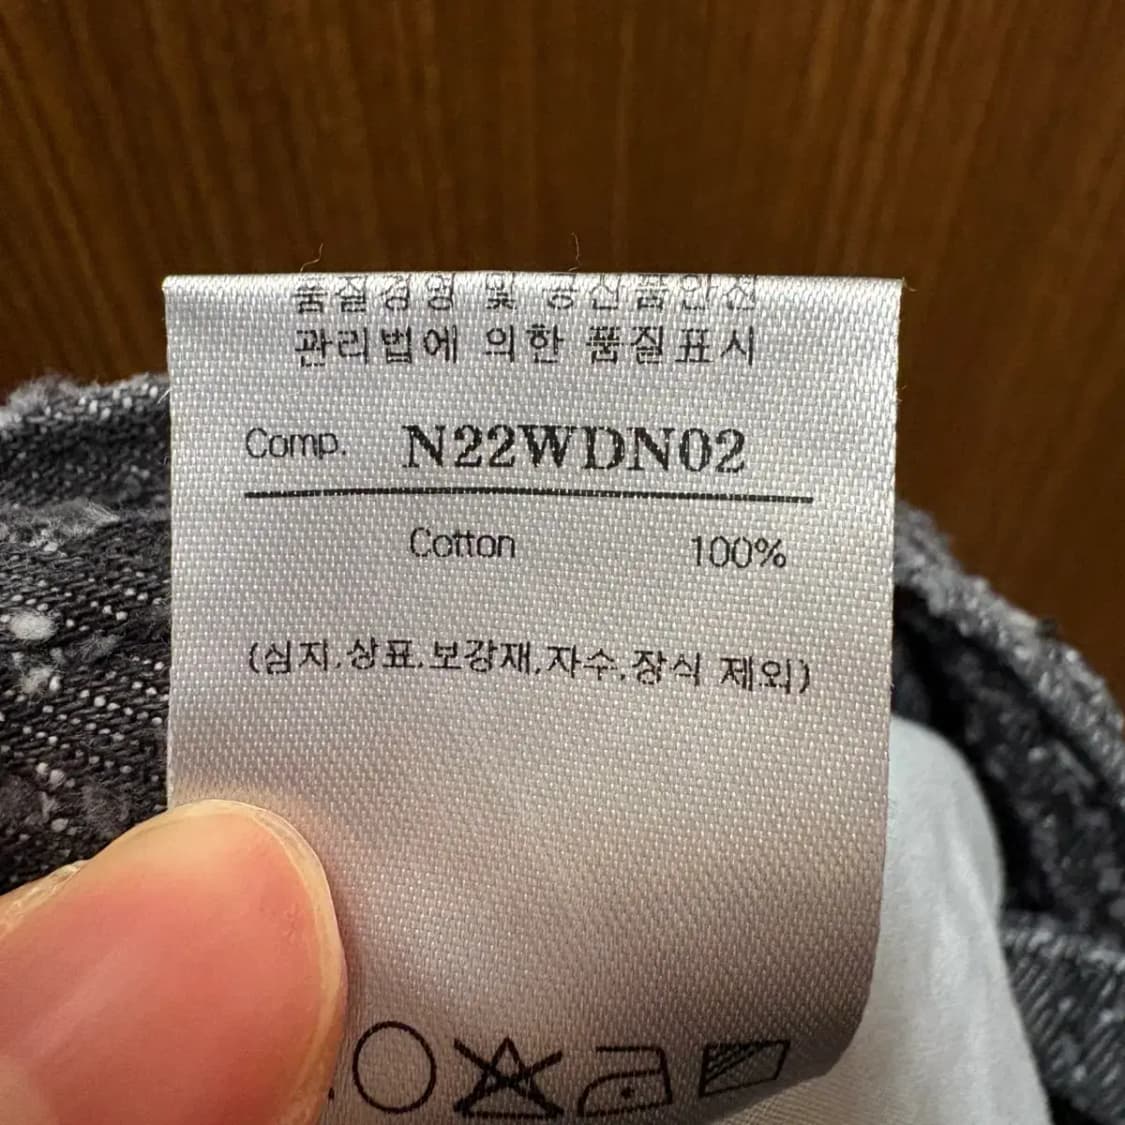 품질경영 및 공산품안전
관리법에 의한 품질표시
Comp. N22WDN02
Cotton 100%
(심지,상표,보강재,자수,장식 제외)